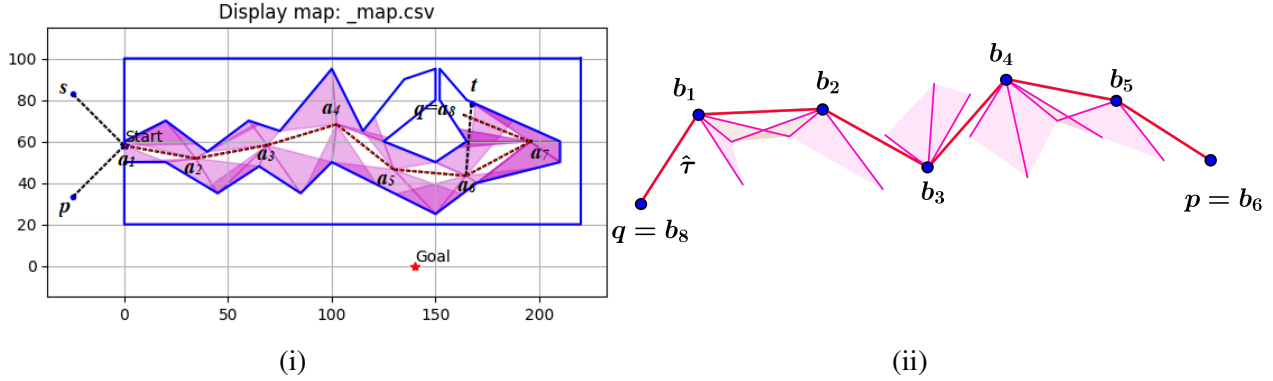 Display map: _map.csv
100
80
60
40
20
0
0
50
100
150
200
s
p
Start
a1
a2
a3
a4
a5
a6
a7
q=a8
t
Goal
(i)
b1
b2
b3
b4
b5
τ̂
q = b8
p = b6
(ii)